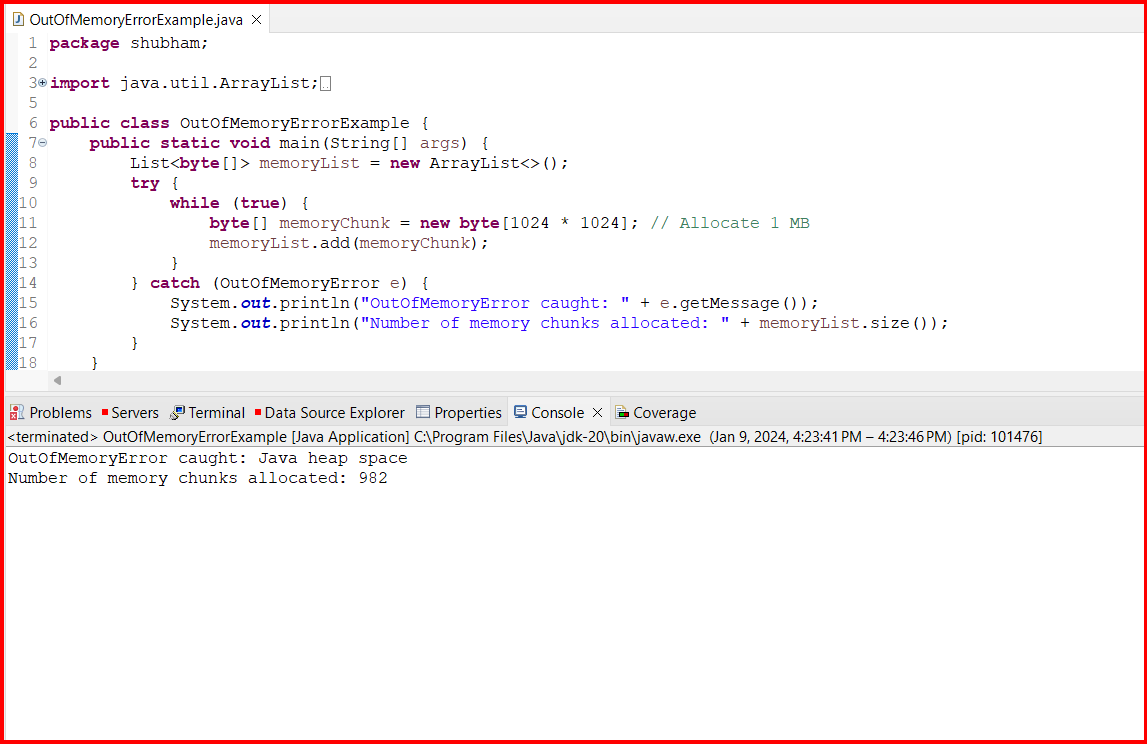 OutOfMemoryErrorExample.java
1 package shubham;
2
3 import java.util.ArrayList;
5
6 public class OutOfMemoryErrorExample {
7 public static void main(String[] args) {
8 List<byte[]> memoryList = new ArrayList<>();
9 try {
10 while (true) {
11 byte[] memoryChunk = new byte[1024 * 1024]; // Allocate 1 MB
12 memoryList.add(memoryChunk);
13 }
14 } catch (OutOfMemoryError e) {
15 System.out.println("OutOfMemoryError caught: " + e.getMessage());
16 System.out.println("Number of memory chunks allocated: " + memoryList.size());
17 }
18 }
Problems Servers Terminal Data Source Explorer Properties Console Coverage
<terminated> OutOfMemoryErrorExample [Java Application] C:\Program Files\Java\jdk-20\bin\javaw.exe (Jan 9, 2024, 4:23:41 PM – 4:23:46 PM) [pid: 101476]
OutOfMemoryError caught: Java heap space
Number of memory chunks allocated: 982